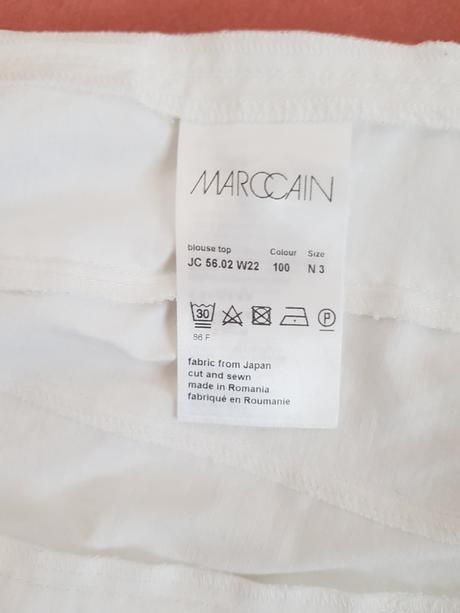 MARCCAIN
blouse top Colour Size
JC 56.02 W22 100 N 3
30 P
86 F
fabric from Japan
cut and sewn
made in Romania
fabriqué en Roumanie